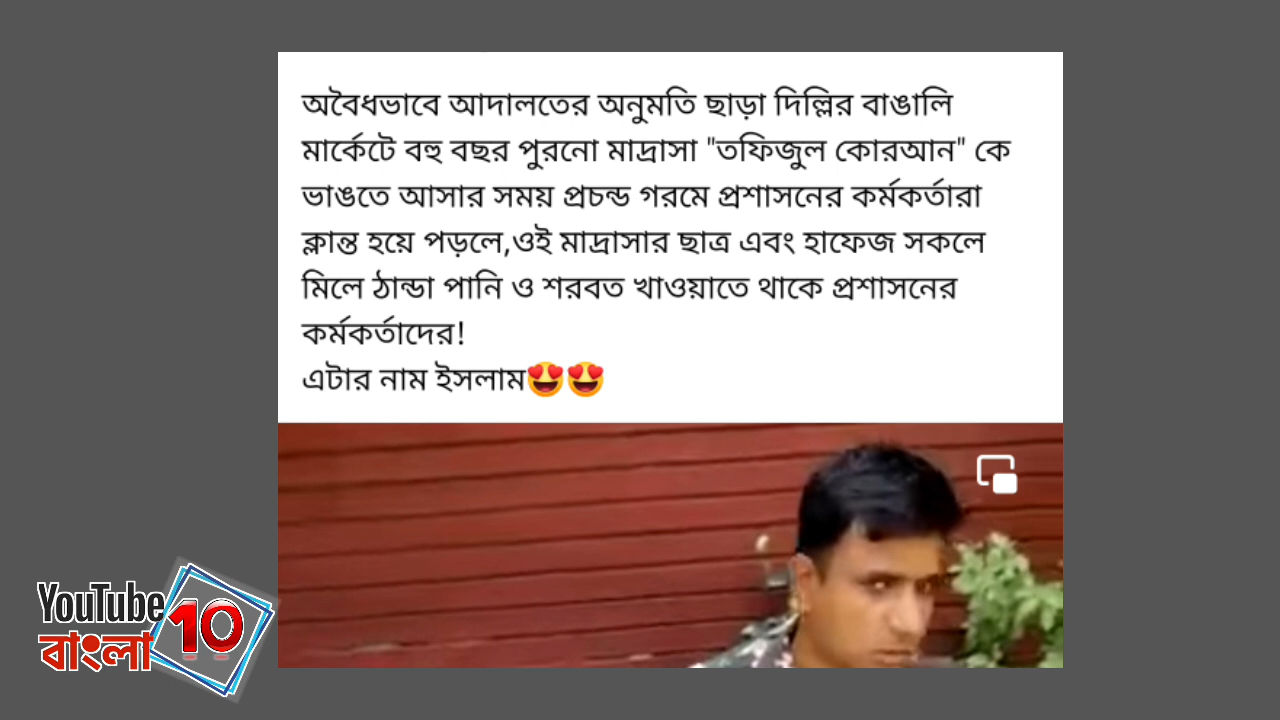 অবৈধভাবে আদালতের অনুমতি ছাড়া দিল্লির বাঙালি
মার্কেটে বহু বছর পুরনো মাদ্রাসা "তফিজুল কোরআন" কে
ভাঙতে আসার সময় প্রচন্ড গরমে প্রশাসনের কর্মকর্তারা
ক্লান্ত হয়ে পড়লে,ওই মাদ্রাসার ছাত্র এবং হাফেজ সকলে
মিলে ঠান্ডা পানি ও শরবত খাওয়াতে থাকে প্রশাসনের
কর্মকর্তাদের!
এটার নাম ইসলাম😍😍
YouTube
বাংলা 10